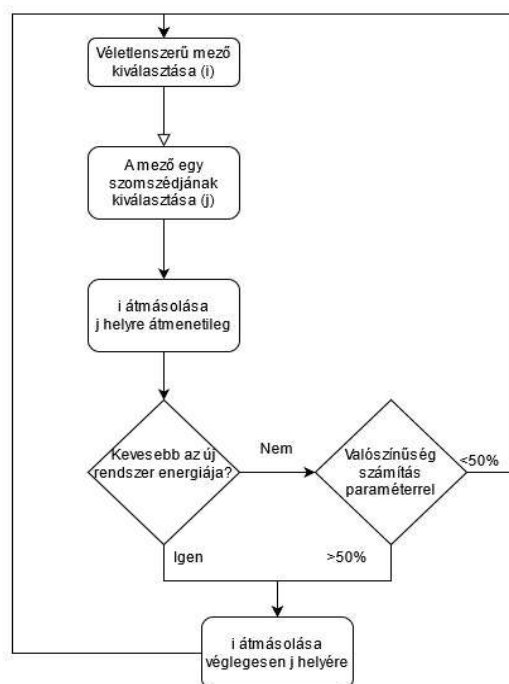 Véletlenszerű mező
kiválasztása (i)
A mező egy
szomszédjának
kiválasztása (j)
i átmásolása
j helyre átmenetileg
Kevesebb az új
rendszer energiája?
Nem
Valószínűség
számítás
paraméterrel
<50%
Igen
>50%
i átmásolása
véglegesen j helyére